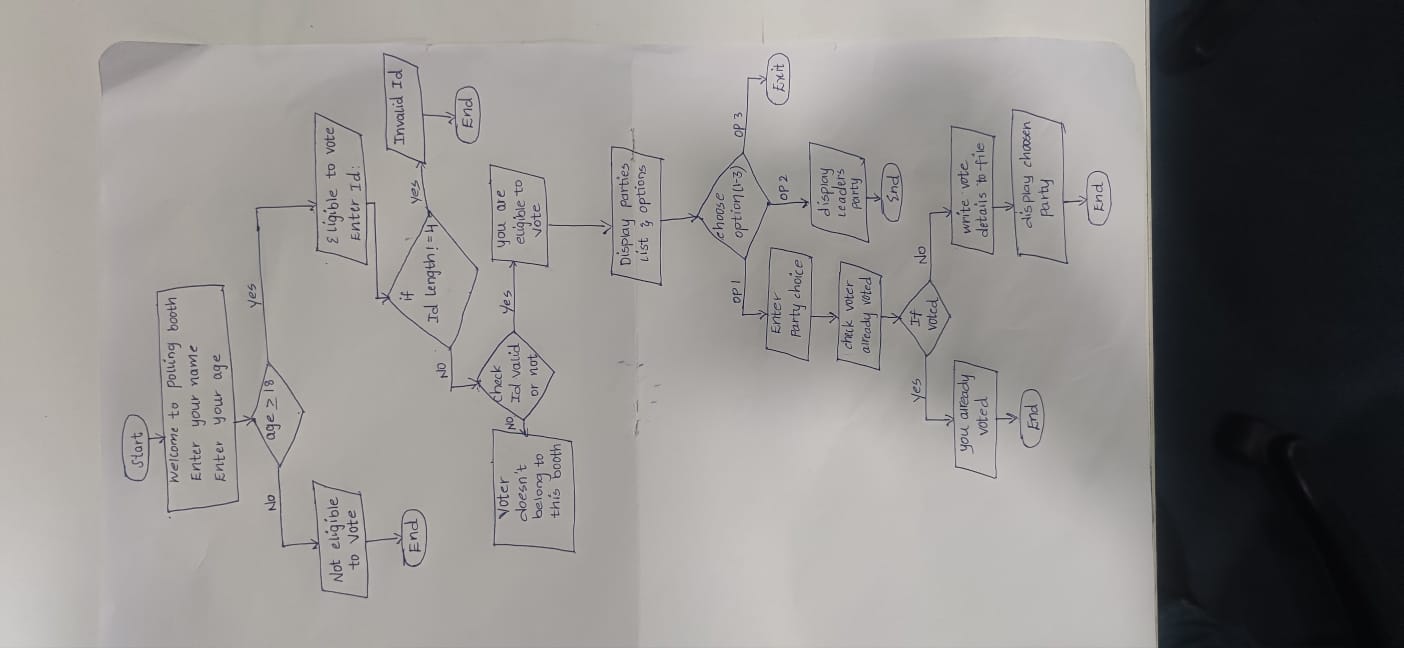 Start
Welcome to Polling booth
Enter your name
Enter your age
age ≥ 18
No
Yes
Not eligible
to vote
End
Eligible to vote
Enter Id:
if
Id length != 4
Yes
Invalid Id
End
NO
Check
Id valid
or not
NO
Voter
doesn't
belong to
this booth
Yes
you are
eligible to
vote
Display Parties
List & options
choose
option(1-3)
OP 1
OP 2
OP 3
Exit
display
Leaders
Party
End
Enter
Party choice
check voter
already voted
If
voted
Yes
you already
voted
End
No
write vote
details to file
display choosen
Party
End